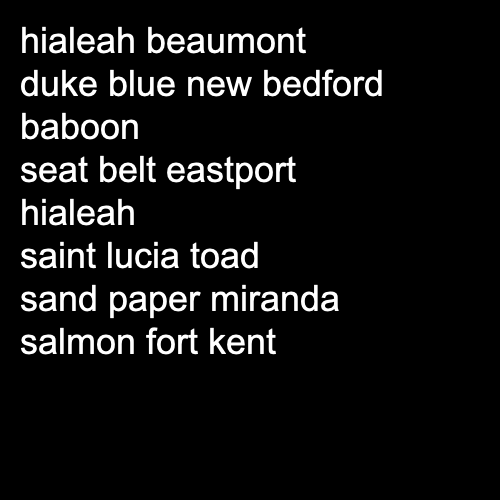 hialeah beaumont
duke blue new bedford
baboon
seat belt eastport
hialeah
saint lucia toad
sand paper miranda
salmon fort kent